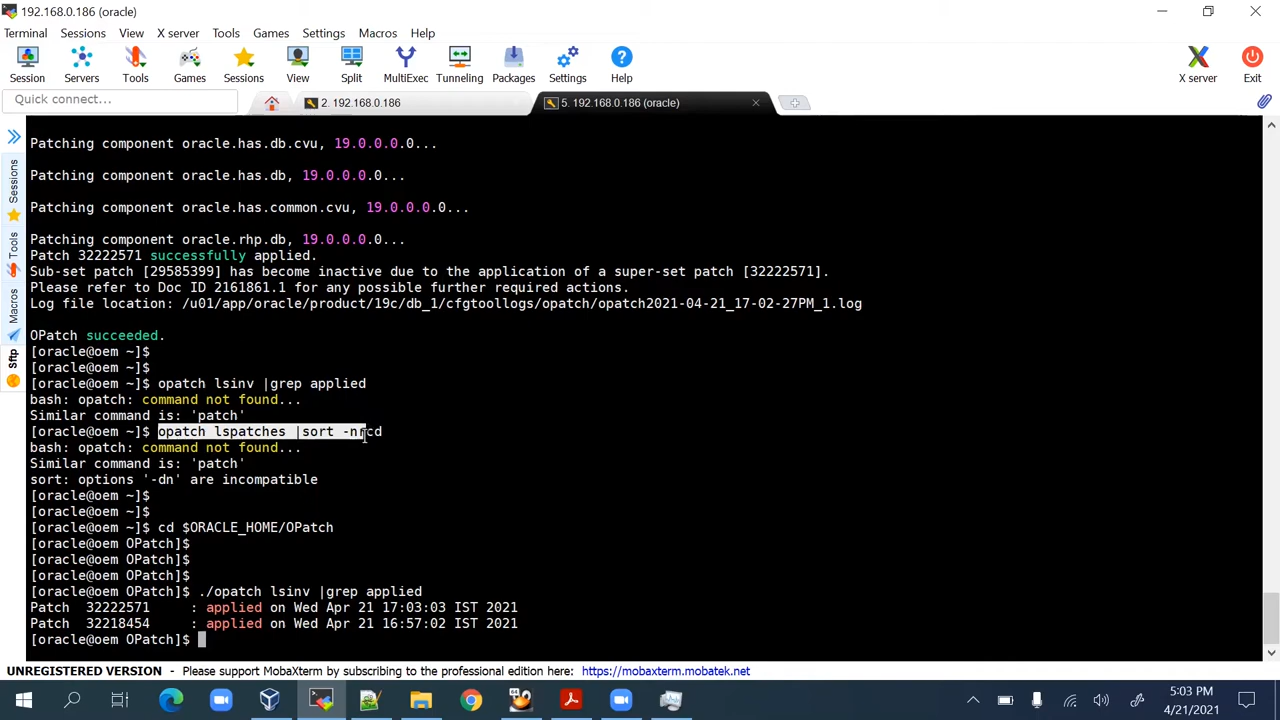 192.168.0.186 (oracle)
Terminal Sessions View X server Tools Games Settings Macros Help
Session Servers Tools Games Sessions View Split MultiExec Tunneling Packages Settings Help X server Exit
Quick connect...
2. 192.168.0.186
5. 192.168.0.186 (oracle)
Sessions
Tools
Macros
Sftp
Patching component oracle.has.db.cvu, 19.0.0.0.0...
Patching component oracle.has.db, 19.0.0.0.0...
Patching component oracle.has.common.cvu, 19.0.0.0.0...
Patching component oracle.rhp.db, 19.0.0.0.0...
Patch 32222571 successfully applied.
Sub-set patch [29585399] has become inactive due to the application of a super-set patch [32222571].
Please refer to Doc ID 2161861.1 for any possible further required actions.
Log file location: /u01/app/oracle/product/19c/db_1/cfgtoollogs/opatch/opatch2021-04-21_17-02-27PM_1.log
OPatch succeeded.
[oracle@oem ~]$
[oracle@oem ~]$
[oracle@oem ~]$ opatch lsinv |grep applied
bash: opatch: command not found...
Similar command is: 'patch'
[oracle@oem ~]$ opatch lspatches |sort -nrcd
bash: opatch: command not found...
Similar command is: 'patch'
sort: options '-dn' are incompatible
[oracle@oem ~]$
[oracle@oem ~]$
[oracle@oem ~]$ cd $ORACLE_HOME/OPatch
[oracle@oem OPatch]$
[oracle@oem OPatch]$
[oracle@oem OPatch]$
[oracle@oem OPatch]$ ./opatch lsinv |grep applied
Patch  32222571     : applied on Wed Apr 21 17:03:03 IST 2021
Patch  32218454     : applied on Wed Apr 21 16:57:02 IST 2021
[oracle@oem OPatch]$
UNREGISTERED VERSION - Please support MobaXterm by subscribing to the professional edition here: https://mobaxterm.mobatek.net
5:03 PM
4/21/2021